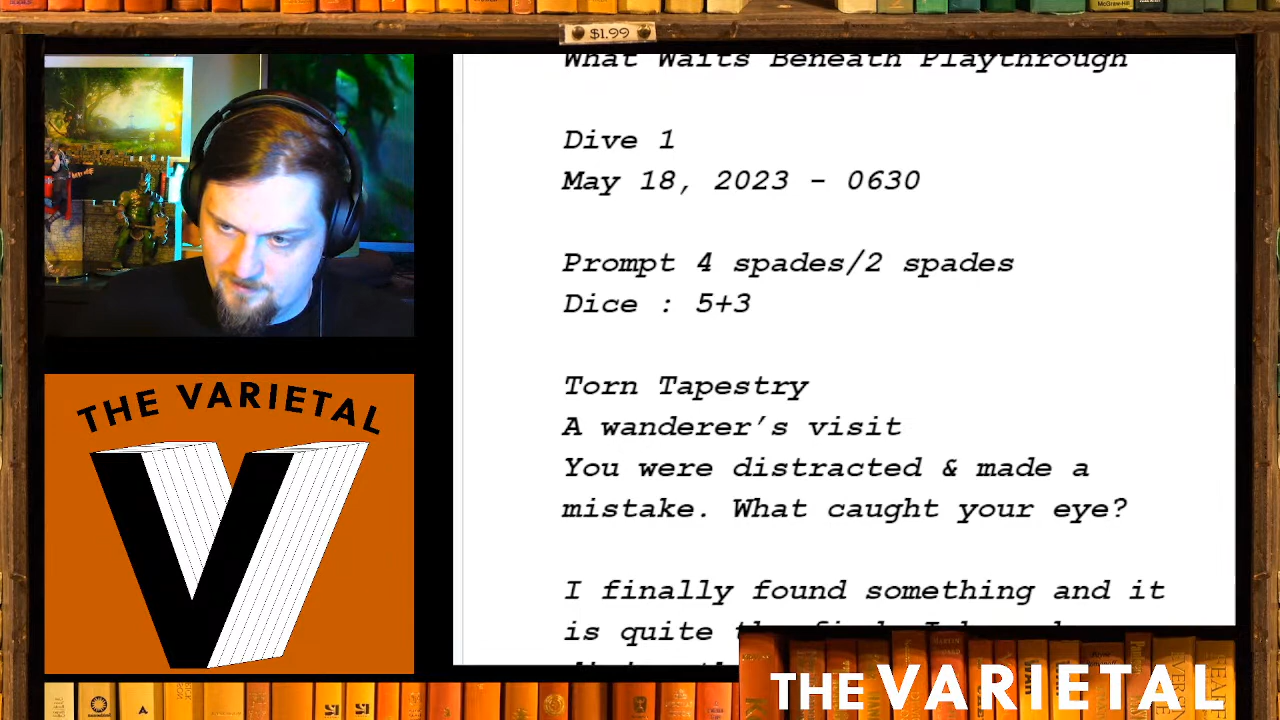 $1.99
McGraw-Hill
What Waits Beneath Playthrough
Dive 1
May 18, 2023 - 0630
Prompt 4 spades/2 spades
Dice : 5+3
Torn Tapestry
A wanderer’s visit
You were distracted & made a
mistake. What caught your eye?
I finally found something and it
is quite
THE VARIETAL
THE VARIETAL